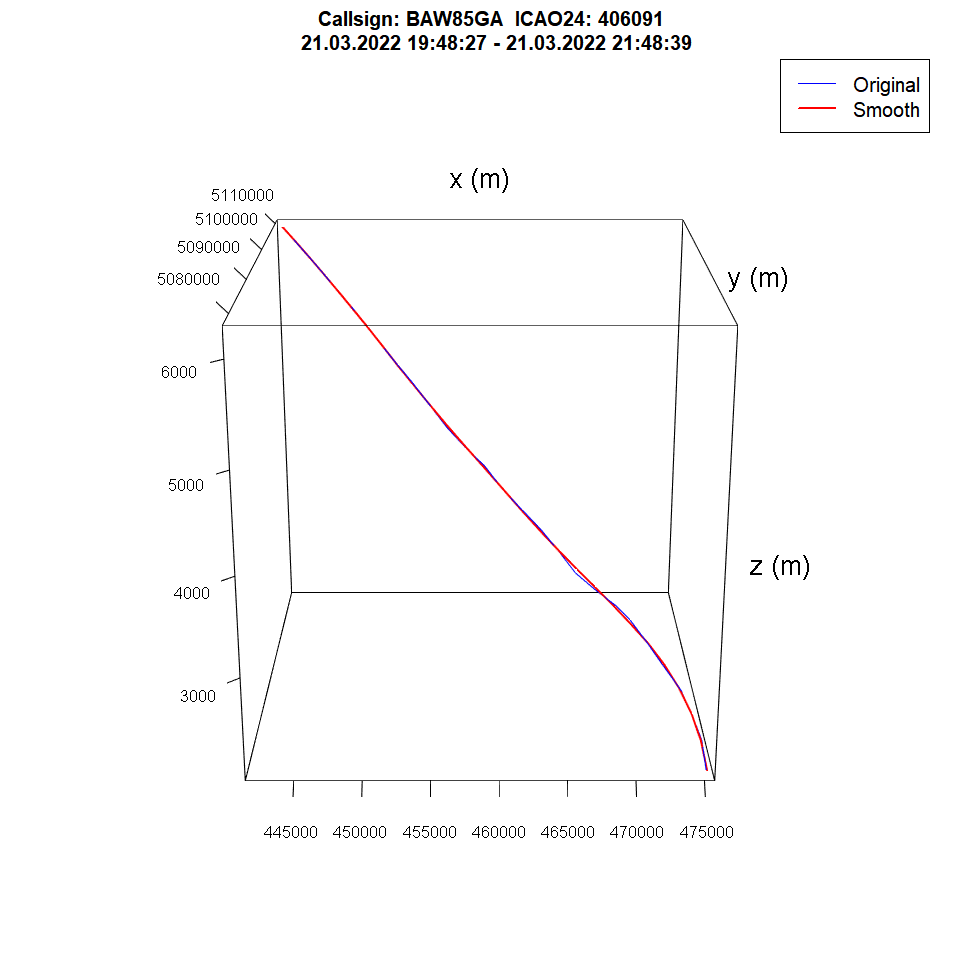 Callsign: BAW85GA  ICAO24: 406091
21.03.2022 19:48:27 - 21.03.2022 21:48:39
Original
Smooth
x (m)
5110000
5100000
5090000
5080000
y (m)
6000
5000
4000
3000
z (m)
445000 450000 455000 460000 465000 470000 475000